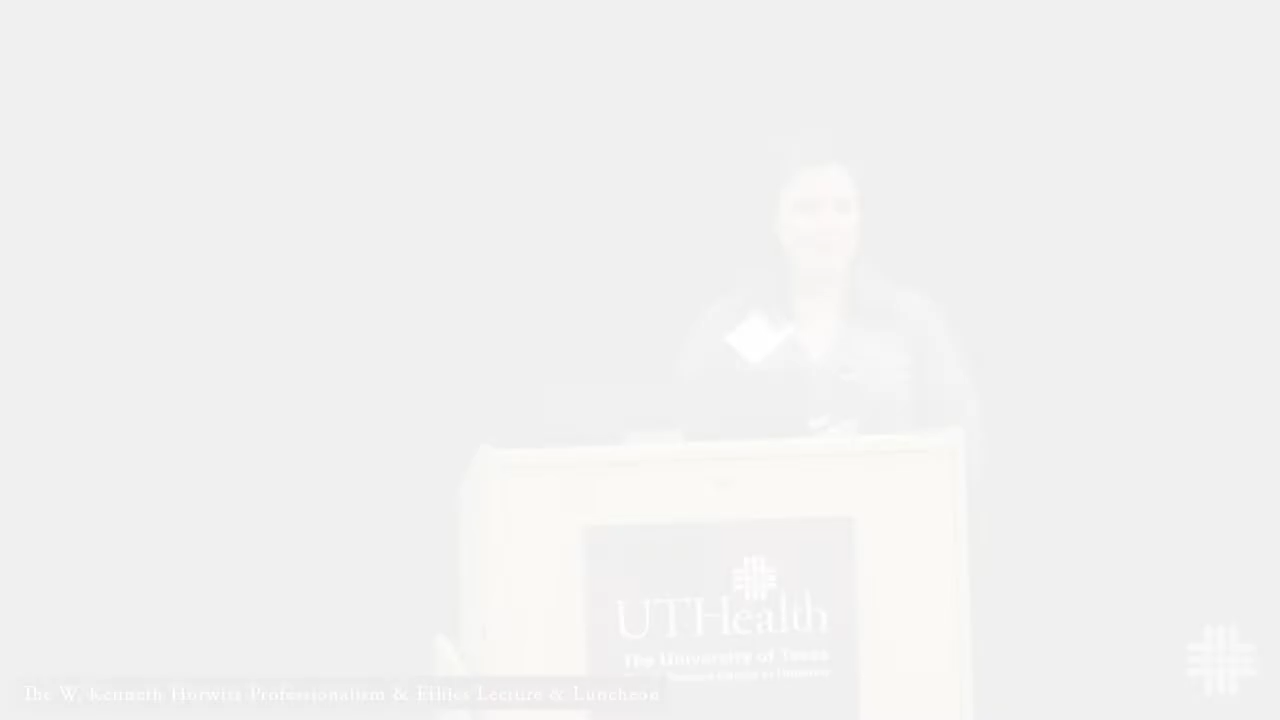 UTHealth
The University of Texas
The W. Kenneth Horwitz Professionalism & Ethics Lecture & Luncheon